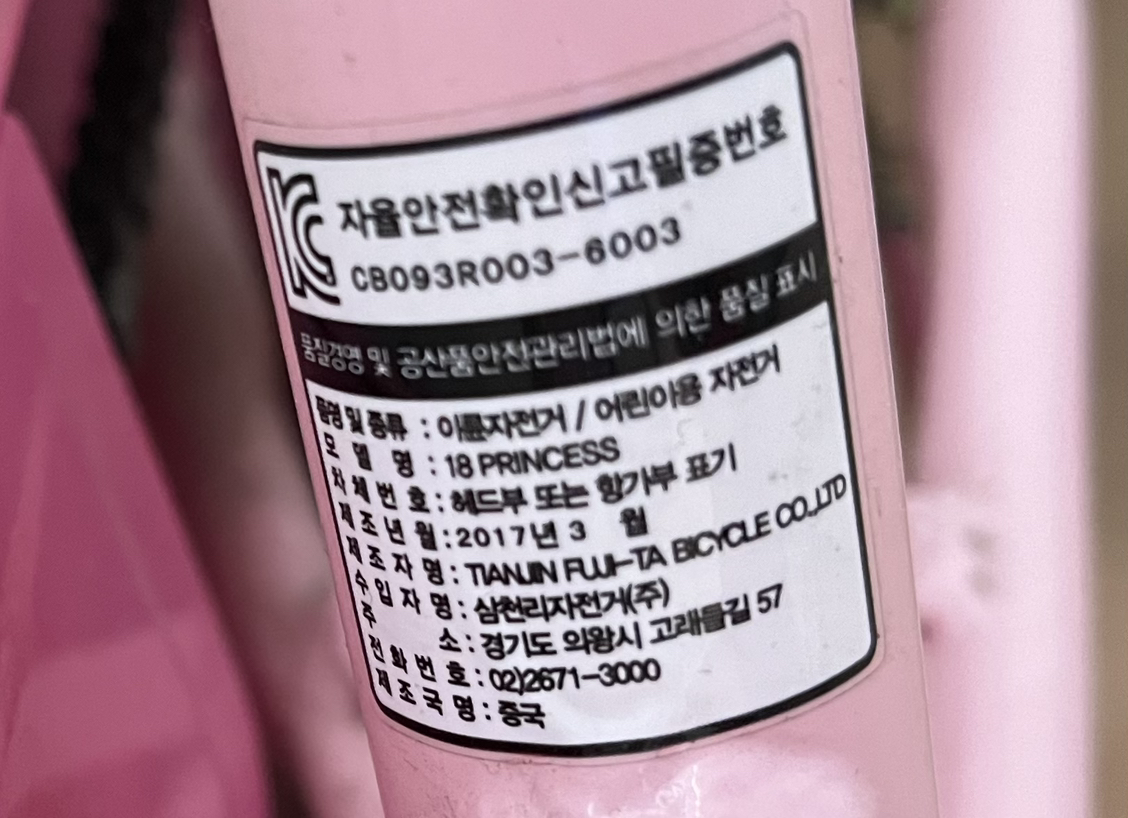 KC 자율안전확인신고필증번호
CB093R003-6003
품질경영 및 공산품안전관리법에 의한 품질 표시
품명 및 종류 : 이륜자전거 / 어린이용 자전거
모 델 명 : 18 PRINCESS
차 체 번 호 : 헤드부 또는 행가부 표기
제 조 년 월 : 2017년 3 월
제 조 자 명 : TIANJIN FUJI-TA BICYCLE CO.,LTD
수 입 자 명 : 삼천리자전거(주)
주 소 : 경기도 의왕시 고래들길 57
전 화 번 호 : 02)2671-3000
제 조 국 명 : 중국